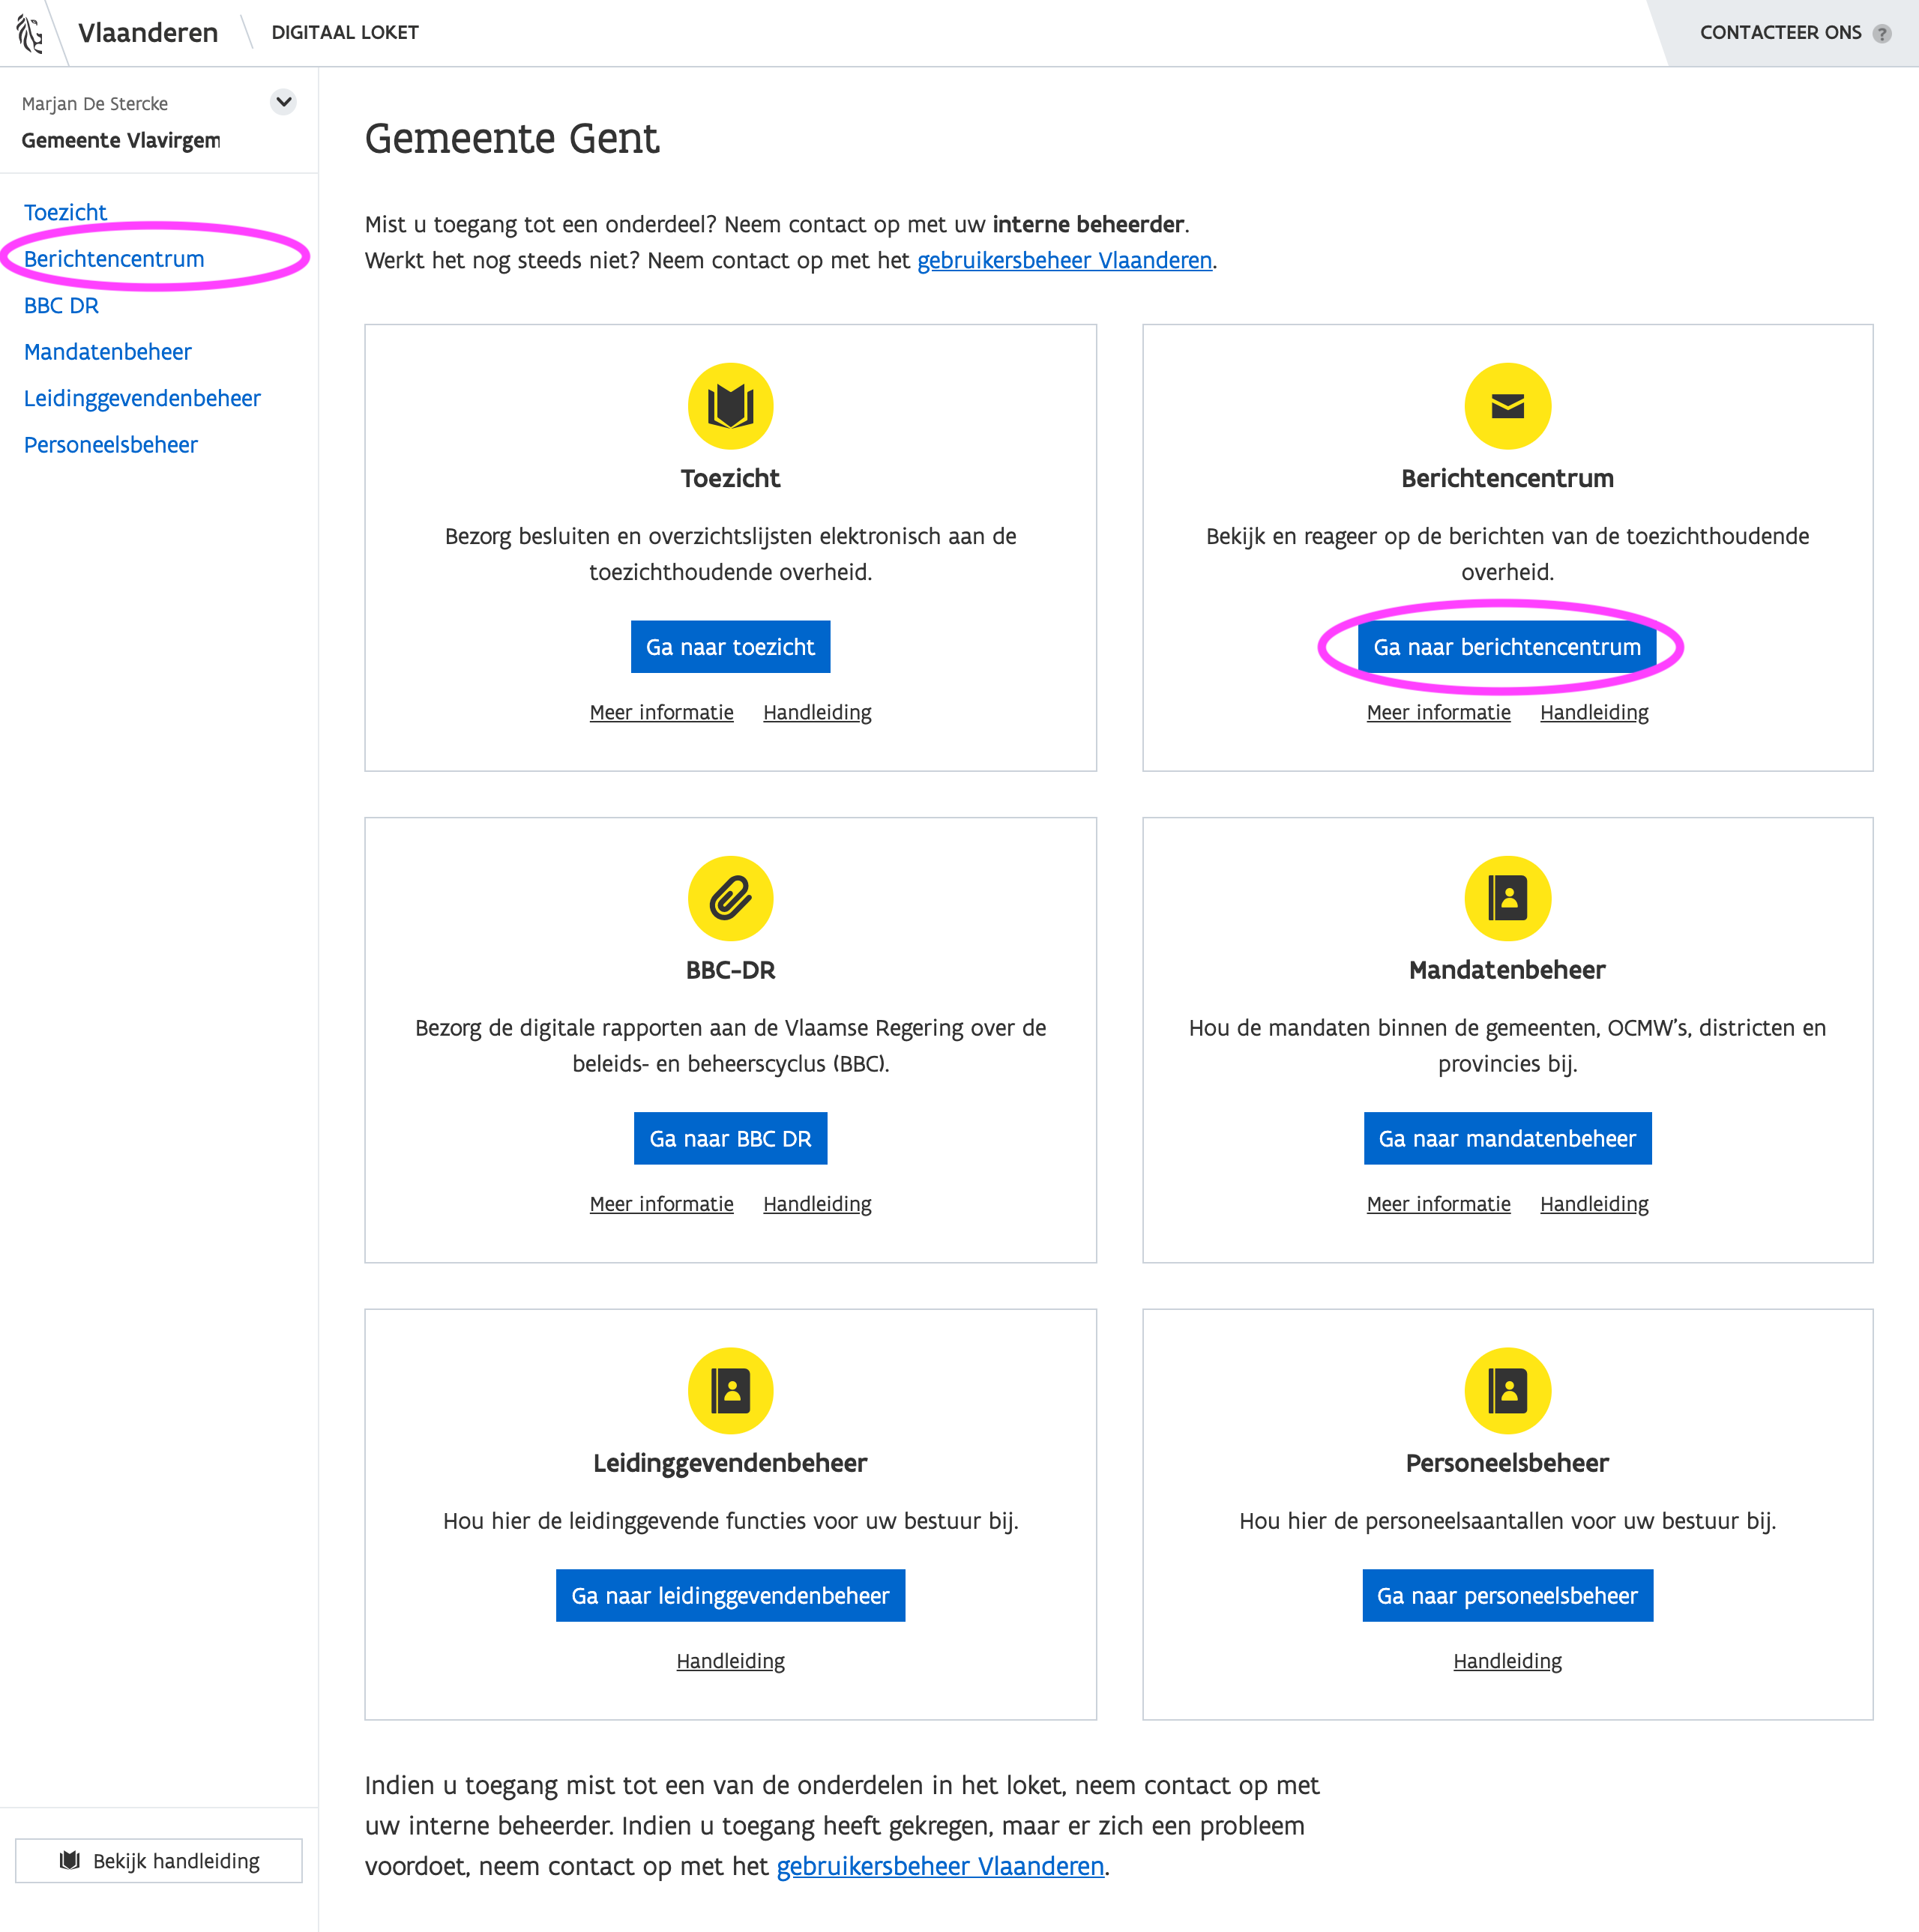 Vlaanderen
DIGITAAL LOKET
CONTACTEER ONS ?
Marjan De Stercke
Gemeente Vlavirgem
Toezicht
Berichtencentrum
BBC DR
Mandatenbeheer
Leidinggevendenbeheer
Personeelsbeheer
Bekijk handleiding
Gemeente Gent
Mist u toegang tot een onderdeel? Neem contact op met uw interne beheerder.
Werkt het nog steeds niet? Neem contact op met het gebruikersbeheer Vlaanderen.
Toezicht
Bezorg besluiten en overzichtslijsten elektronisch aan de
toezichthoudende overheid.
Ga naar toezicht
Meer informatie Handleiding
Berichtencentrum
Bekijk en reageer op de berichten van de toezichthoudende
overheid.
Ga naar berichtencentrum
Meer informatie Handleiding
BBC-DR
Bezorg de digitale rapporten aan de Vlaamse Regering over de
beleids- en beheerscyclus (BBC).
Ga naar BBC DR
Meer informatie Handleiding
Mandatenbeheer
Hou de mandaten binnen de gemeenten, OCMW's, districten en
provincies bij.
Ga naar mandatenbeheer
Meer informatie Handleiding
Leidinggevendenbeheer
Hou hier de leidinggevende functies voor uw bestuur bij.
Ga naar leidinggevendenbeheer
Handleiding
Personeelsbeheer
Hou hier de personeelsaantallen voor uw bestuur bij.
Ga naar personeelsbeheer
Handleiding
Indien u toegang mist tot een van de onderdelen in het loket, neem contact op met
uw interne beheerder. Indien u toegang heeft gekregen, maar er zich een probleem
voordoet, neem contact op met het gebruikersbeheer Vlaanderen.